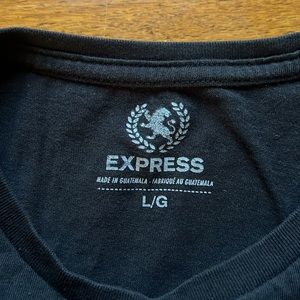 EXPRESS
MADE IN GUATEMALA - FABRIQUÉ AU GUATEMALA
L/G